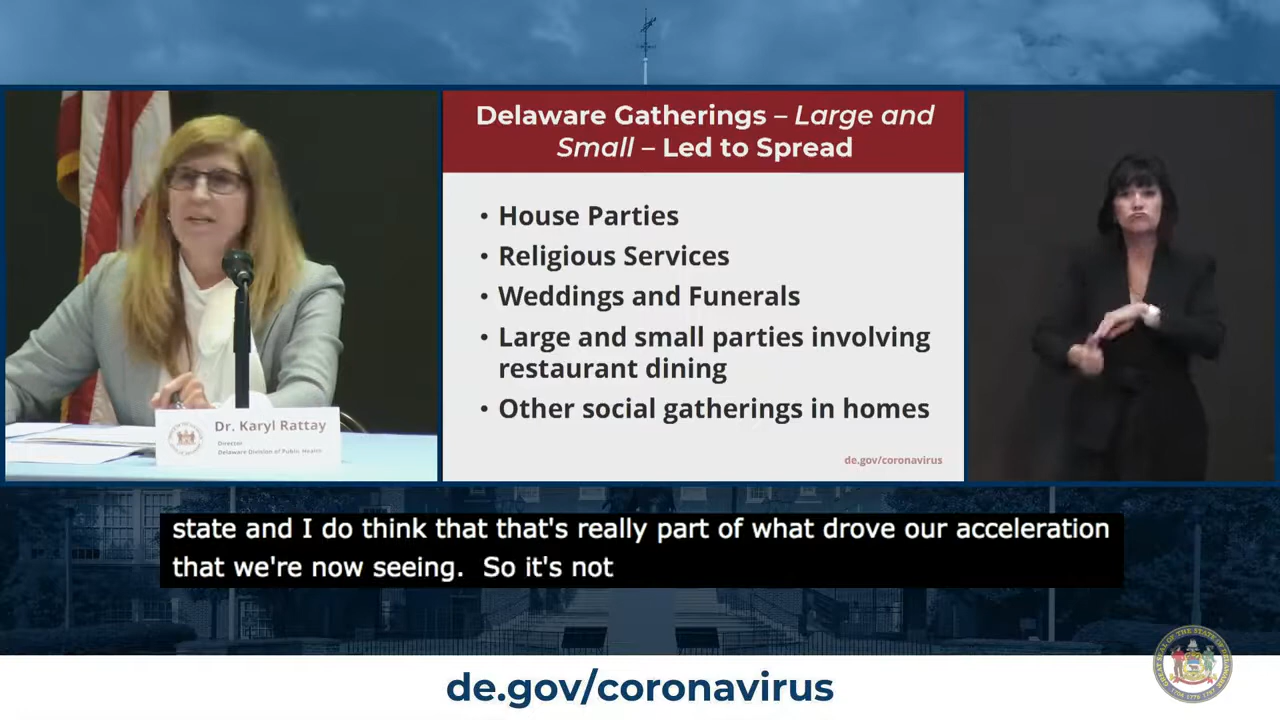 Delaware Gatherings – Large and
Small – Led to Spread
• House Parties
• Religious Services
• Weddings and Funerals
• Large and small parties involving
restaurant dining
• Other social gatherings in homes
de.gov/coronavirus
Dr. Karyl Rattay
Director
Delaware Division of Public Health
state and I do think that that's really part of what drove our acceleration
that we're now seeing.  So it's not
de.gov/coronavirus